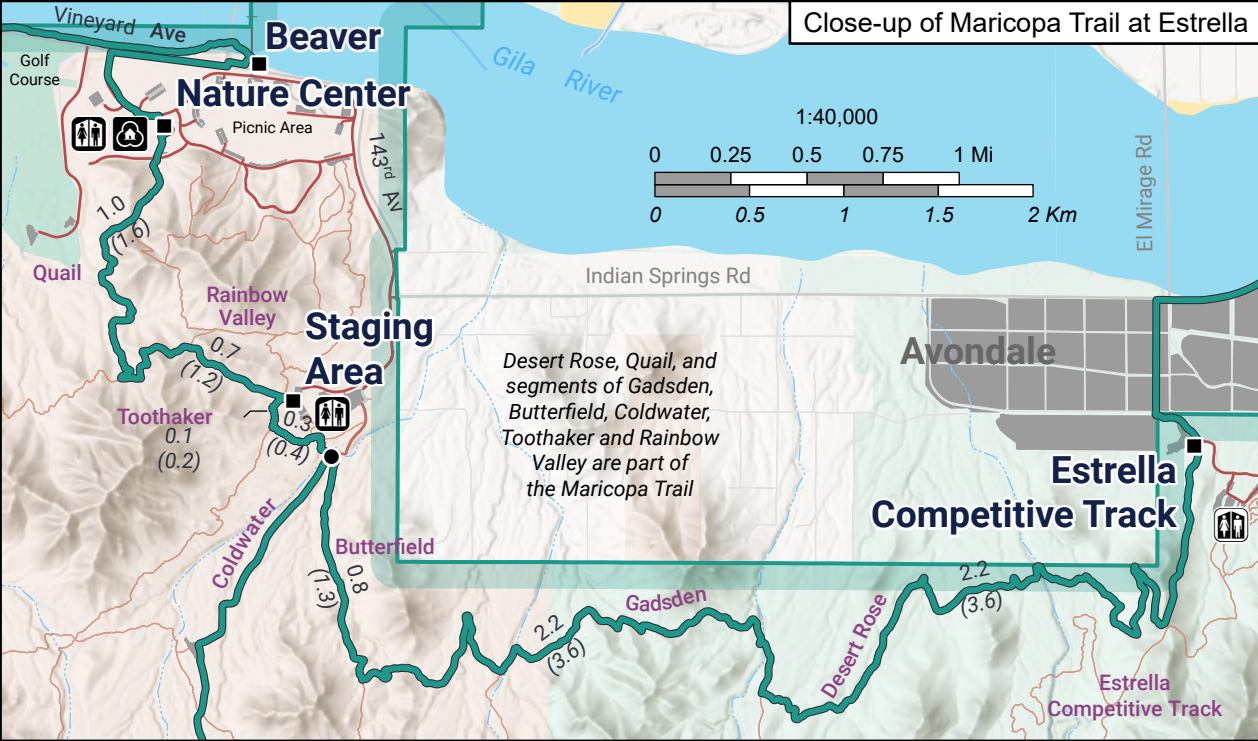 Close-up of Maricopa Trail at Estrella
Vineyard Ave
Beaver
Golf
Course
Nature Center
Picnic Area
143rd Av
Gila River
1:40,000
0 0.25 0.5 0.75 1 Mi
0 0.5 1 1.5 2 Km
El Mirage Rd
1.0
(1.6)
Quail
Rainbow
Valley
Indian Springs Rd
Staging
Area
0.7
(1.2)
Avondale
Desert Rose, Quail, and
segments of Gadsden,
Butterfield, Coldwater,
Toothaker and Rainbow
Valley are part of
the Maricopa Trail
Toothaker
0.1
(0.2)
0.3
(0.4)
Estrella
Competitive Track
Coldwater
Butterfield
0.8
(1.3)
Gadsden
2.2
(3.6)
Desert Rose
2.2
(3.6)
Estrella
Competitive Track